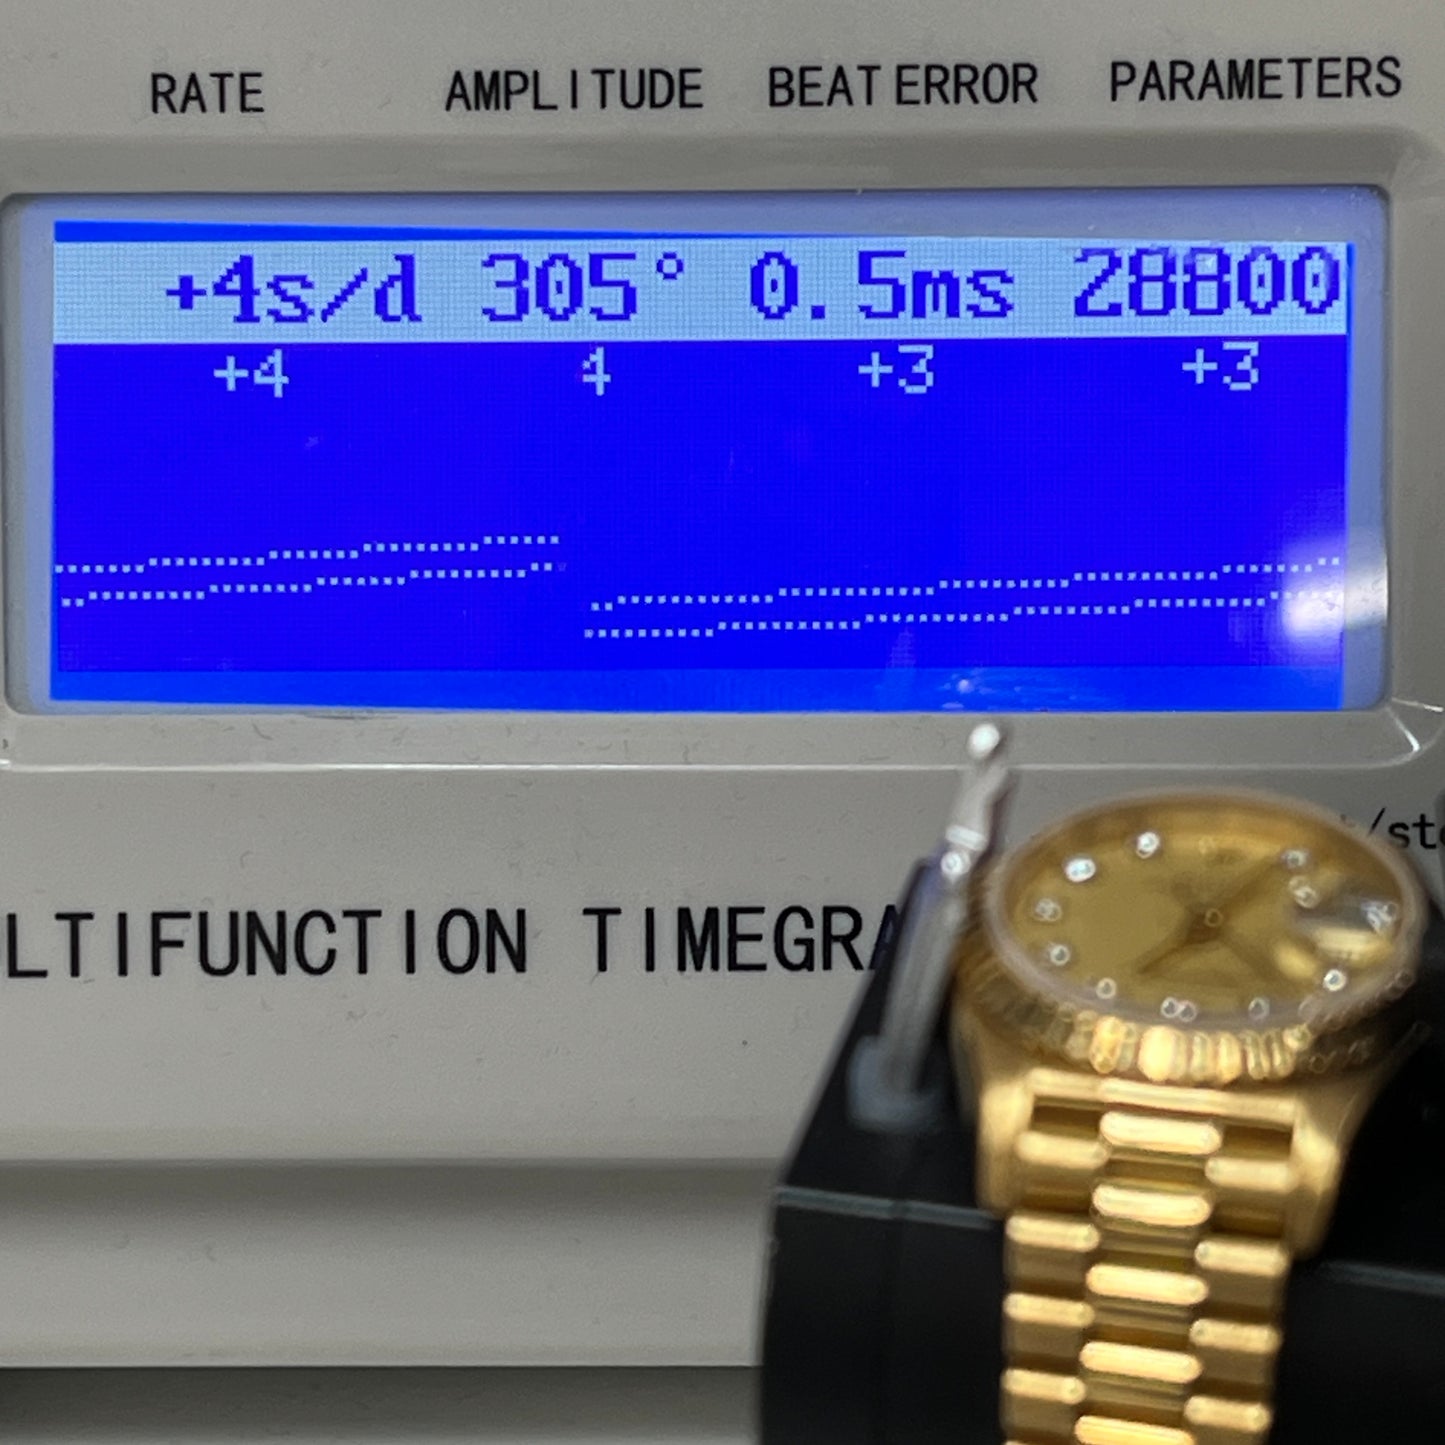 RATE AMPLITUDE BEAT ERROR PARAMETERS
+4s/d 305° 0.5ms 28800
+4 4 +3 +3
LTIFUNCTION TIMEGRA